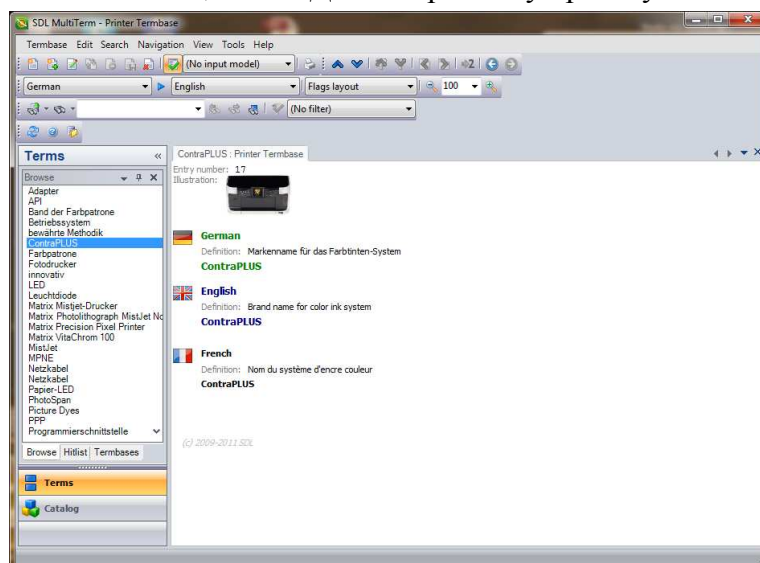 SDL MultiTerm - Printer Termbase
Termbase Edit Search Navigation View Tools Help
(No input model)
German English Flags layout 100
(No filter)
Terms «
Browse
Adapter
API
Band der Farbpatrone
Betriebssystem
bewährte Methodik
ContraPLUS
Farbpatrone
Fotodrucker
innovativ
LED
Leuchtdiode
Matrix Mistjet-Drucker
Matrix Photolithograph MistJet No
Matrix Precision Pixel Printer
Matrix VitaChrom 100
MistJet
MPNE
Netzkabel
Netzkabel
Papier-LED
PhotoSpan
Picture Dyes
PPP
Programmierschnittstelle
Browse Hitlist Termbases
Terms
Catalog
ContraPLUS : Printer Termbase
Entry number: 17
Illustration:
German
Definition: Markenname für das Farbtinten-System
ContraPLUS
English
Definition: Brand name for color ink system
ContraPLUS
French
Definition: Nom du système d'encre couleur
ContraPLUS
(c) 2009-2011 SDL